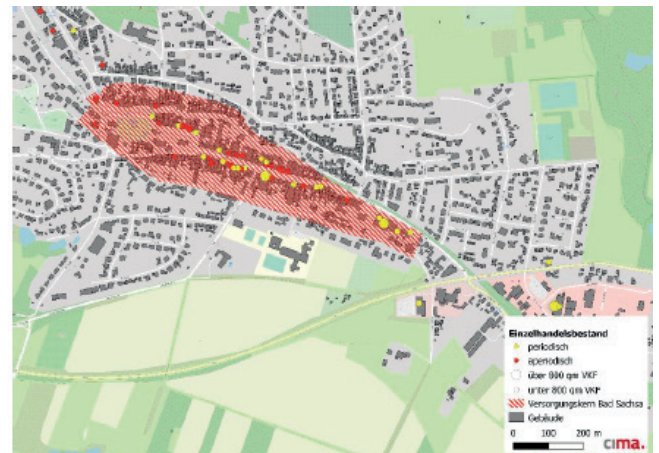 Einzelhandelsbestand
periodisch
aperiodisch
über 800 qm VKF
unter 800 qm VKF
Versorgungskern Bad Sachsa
Gebäude
0 100 200 m
cima.